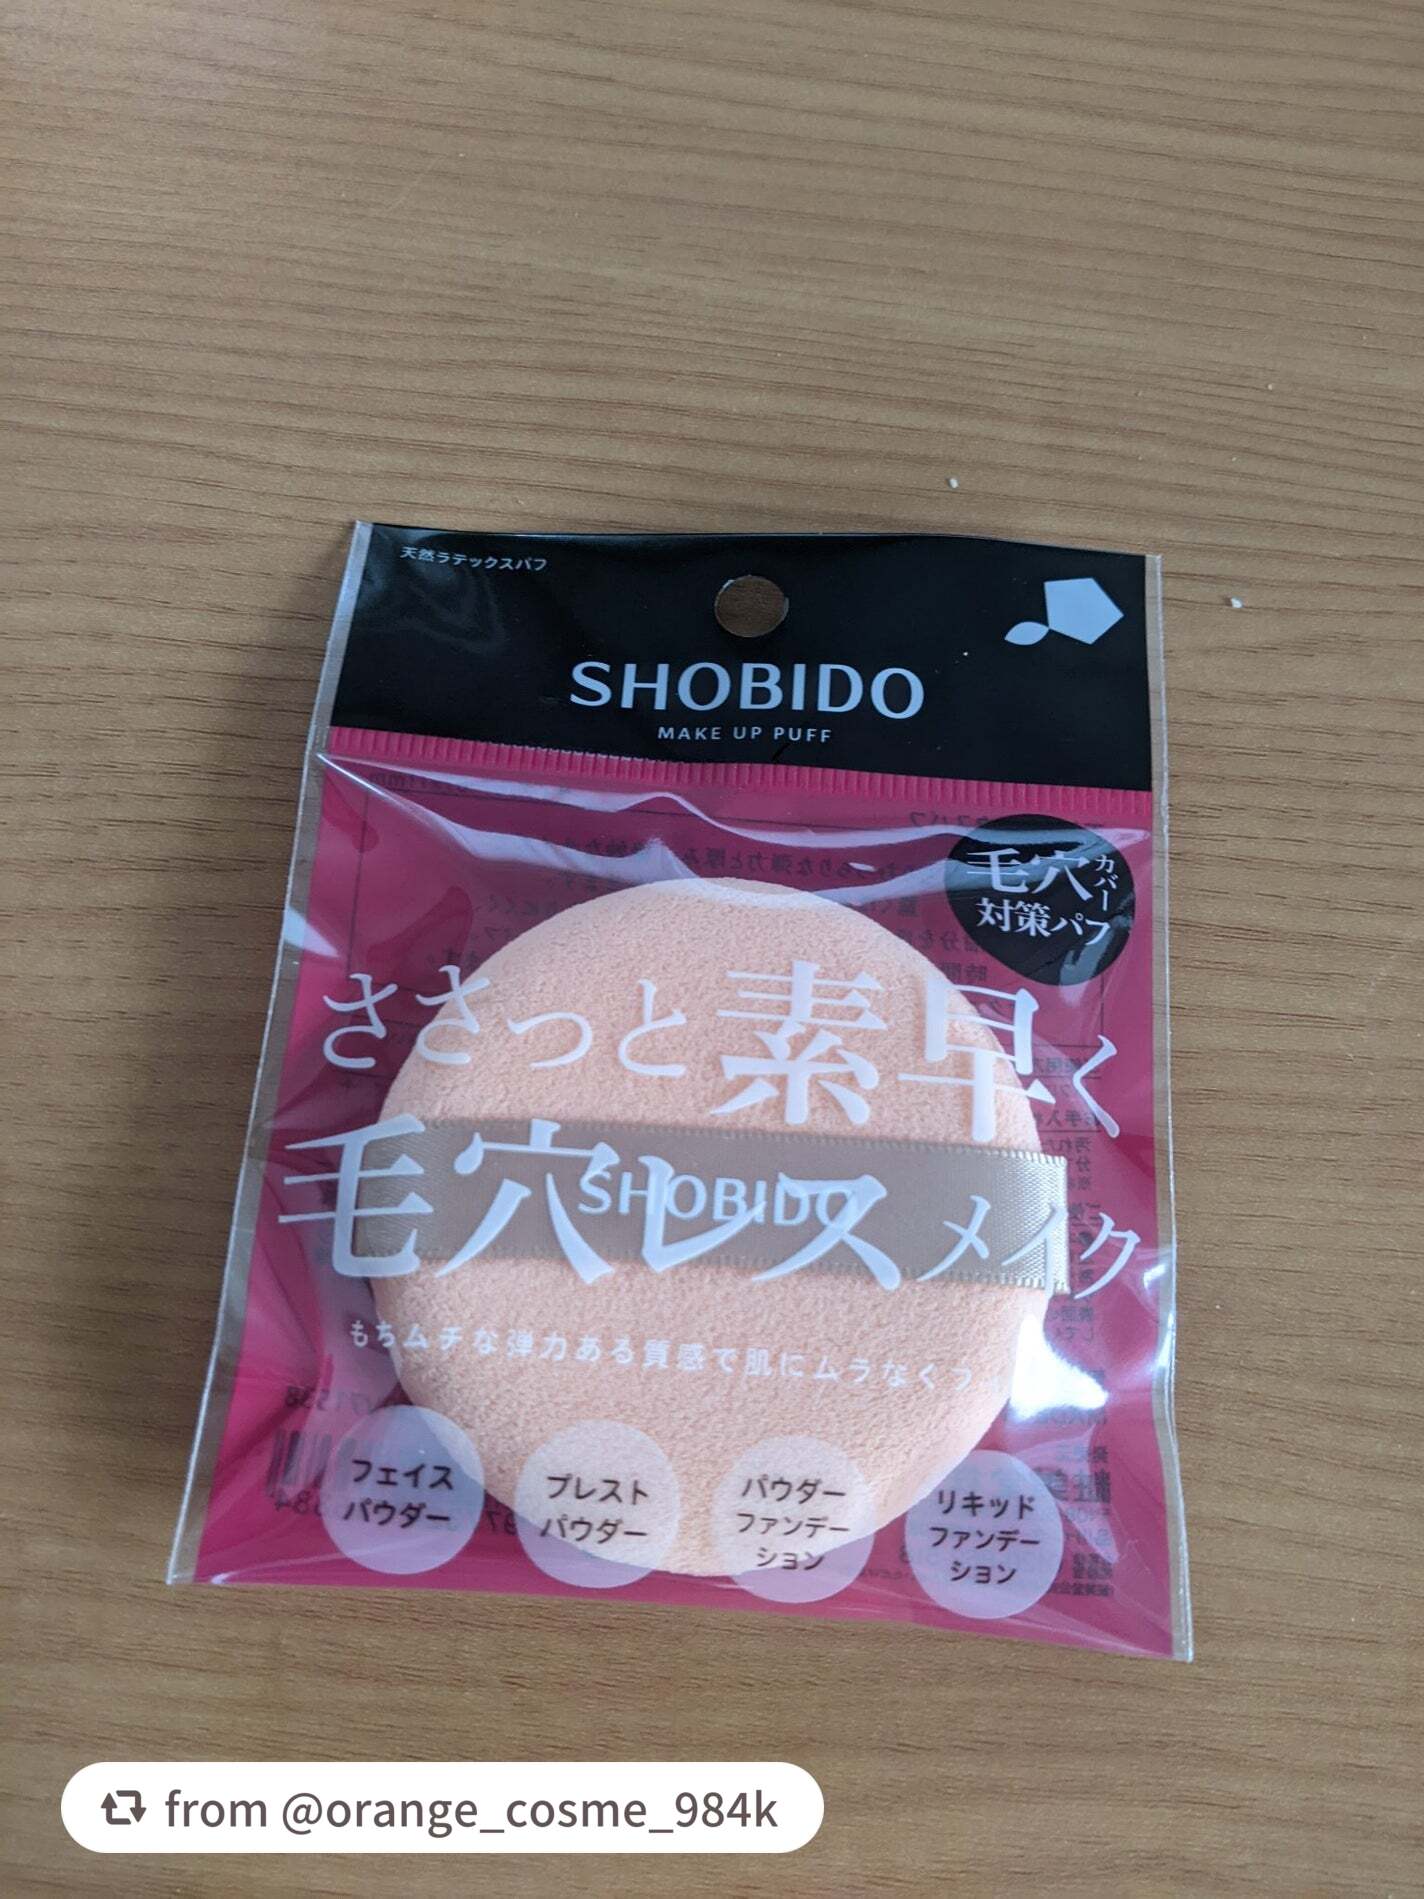 天然ラテックスパフ
SHOBIDO
MAKE UP PUFF
毛穴カバー
対策パフ
ささっと素早く
毛穴レスメイク
SHOBIDO
もちムチな弾力ある質感で肌にムラなくフ
フェイス
パウダー
プレスト
パウダー
パウダー
ファンデー
ション
リキッド
ファンデー
ション
from @orange_cosme_984k